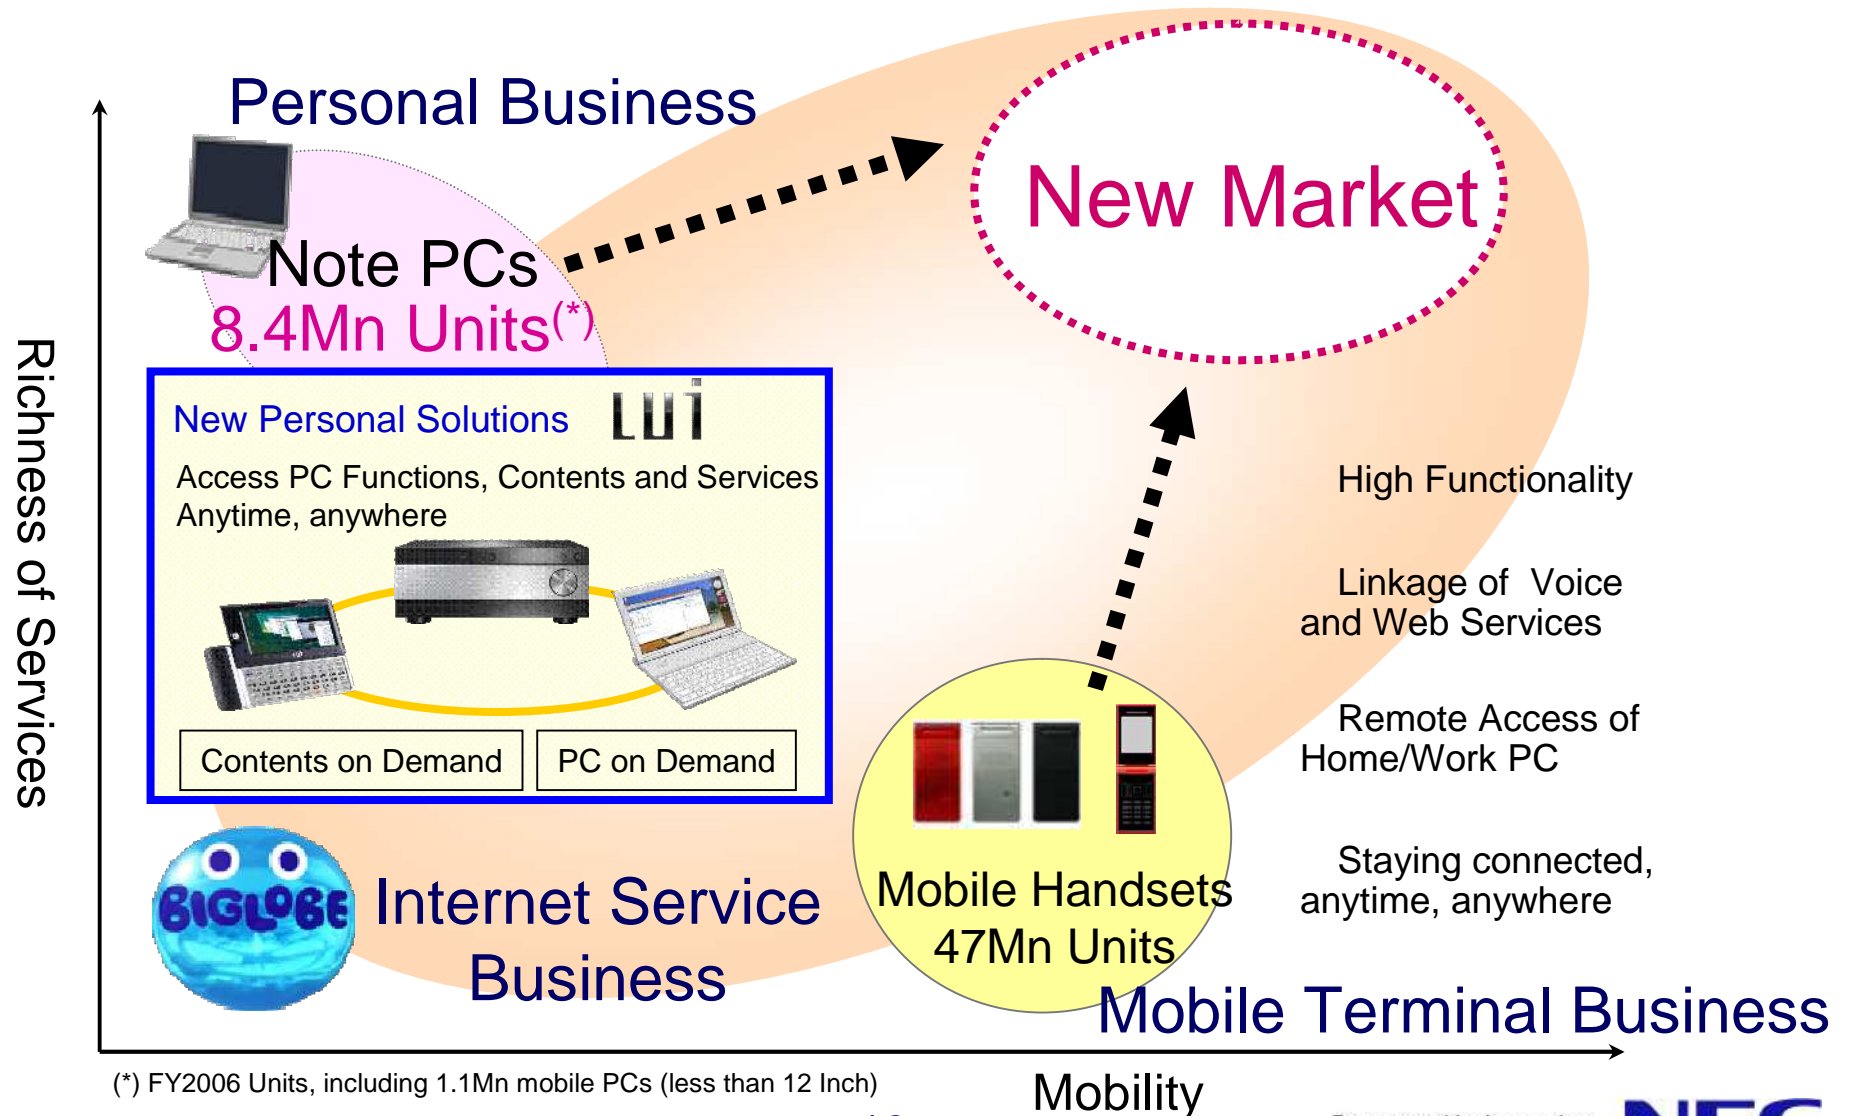 Personal Business
New Market
Note PCs
8.4Mn Units(*)
Richness of Services
New Personal Solutions
Lui
Access PC Functions, Contents and Services
Anytime, anywhere
Contents on Demand
PC on Demand
High Functionality
Linkage of Voice
and Web Services
Remote Access of
Home/Work PC
Staying connected,
anytime, anywhere
BIGLOBE
Internet Service
Business
Mobile Handsets
47Mn Units
Mobile Terminal Business
(*) FY2006 Units, including 1.1Mn mobile PCs (less than 12 Inch)
Mobility
NEC